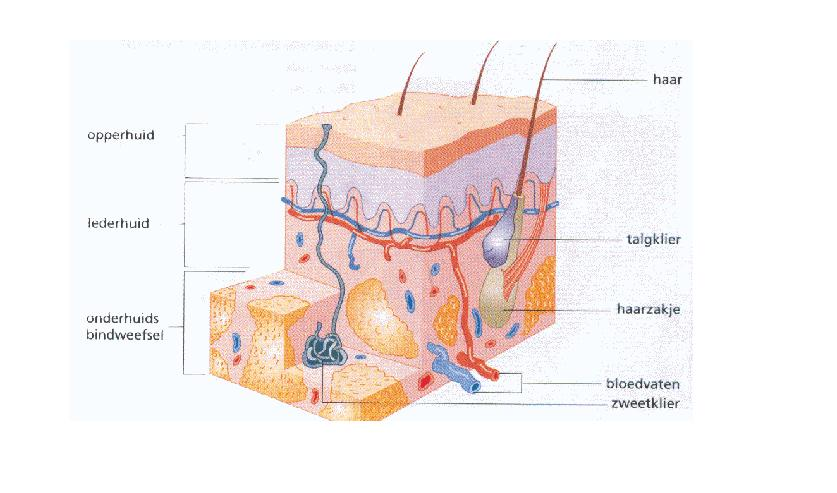 haar
opperhuid
lederhuid
talgklier
haarzakje
onderhuids
bindweefsel
bloedvaten
zweetklier